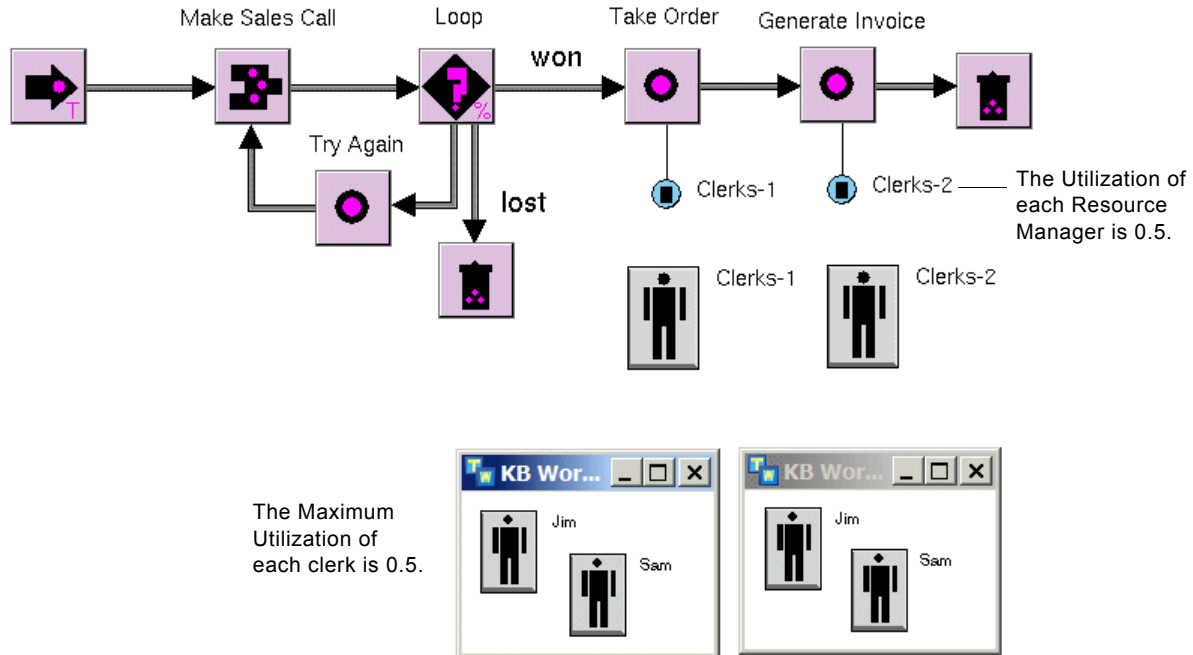 Make Sales Call
Loop
Take Order
Generate Invoice
T
%
won
Try Again
lost
Clerks-1
Clerks-2
The Utilization of
each Resource
Manager is 0.5.
Clerks-1
Clerks-2
The Maximum
Utilization of
each clerk is 0.5.
TW KB Wor...
Jim
Sam
TW KB Wor...
Jim
Sam